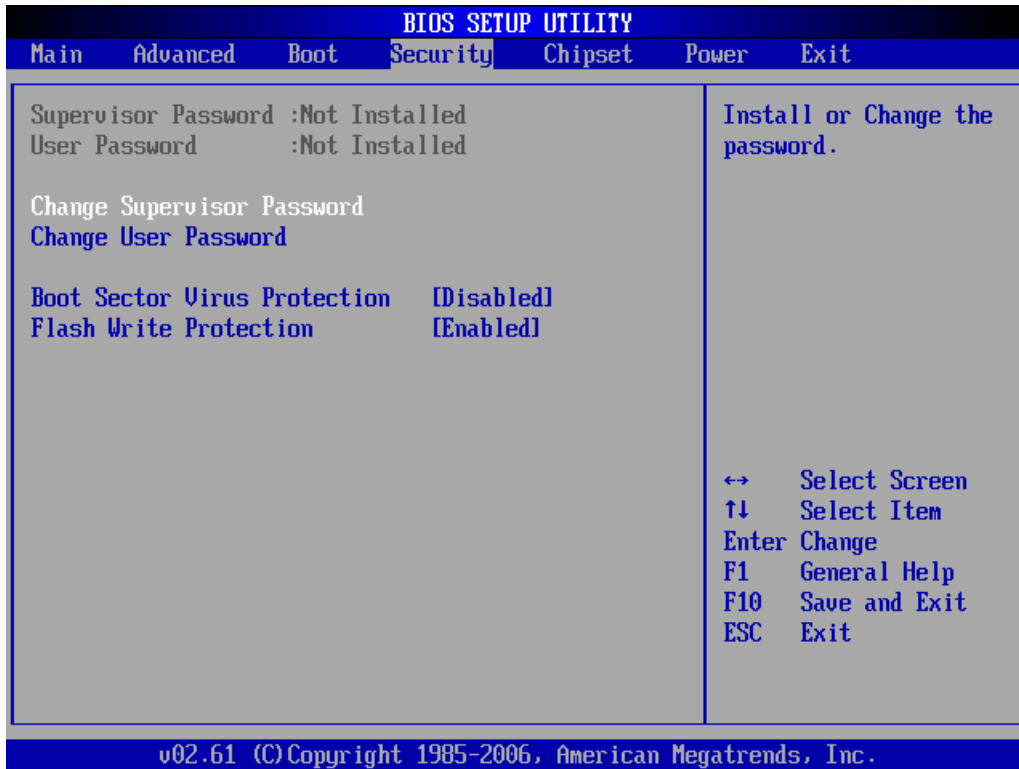 BIOS SETUP UTILITY
Main Advanced Boot Security Chipset Power Exit
Supervisor Password :Not Installed
User Password :Not Installed
Change Supervisor Password
Change User Password
Boot Sector Virus Protection [Disabled]
Flash Write Protection [Enabled]
Install or Change the
password.
↔ Select Screen
↑↓ Select Item
Enter Change
F1 General Help
F10 Save and Exit
ESC Exit
v02.61 (C)Copyright 1985-2006, American Megatrends, Inc.